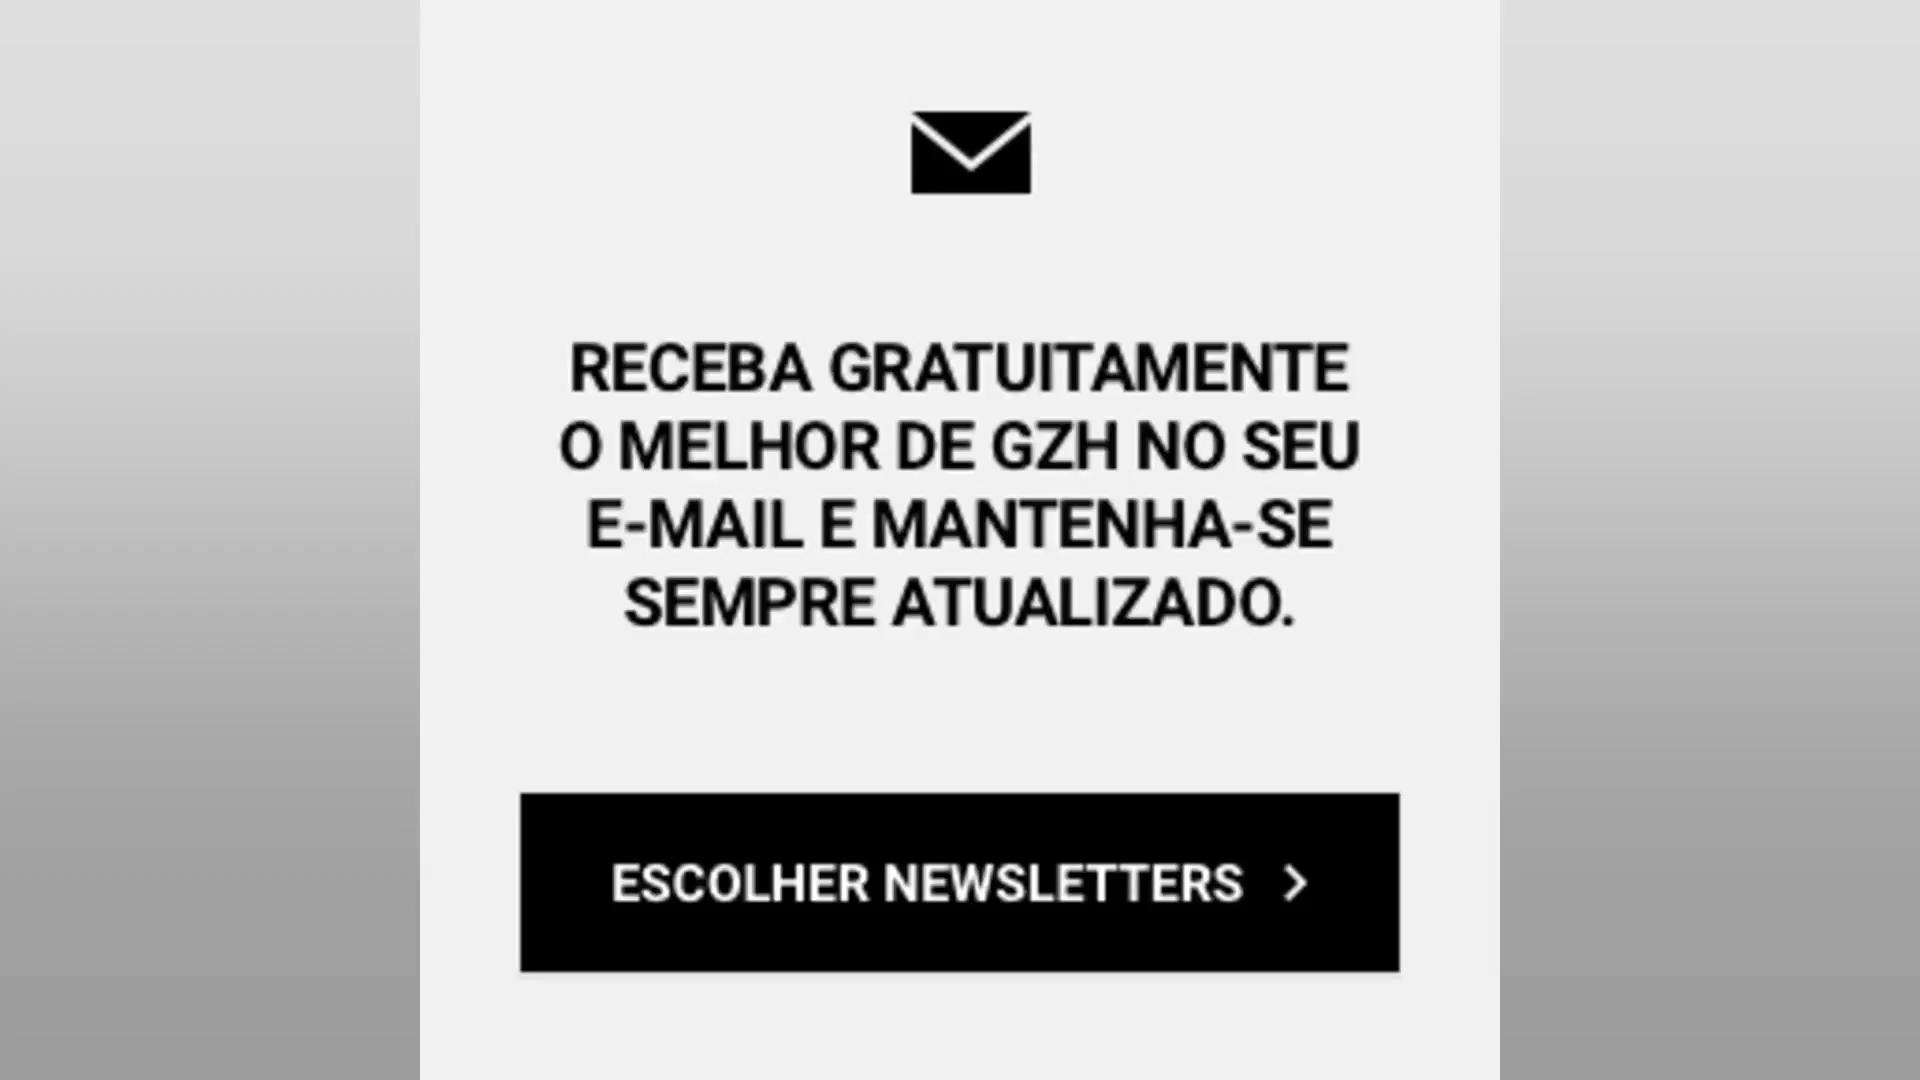 RECEBA GRATUITAMENTE
O MELHOR DE GZH NO SEU
E-MAIL E MANTENHA-SE
SEMPRE ATUALIZADO.
ESCOLHER NEWSLETTERS